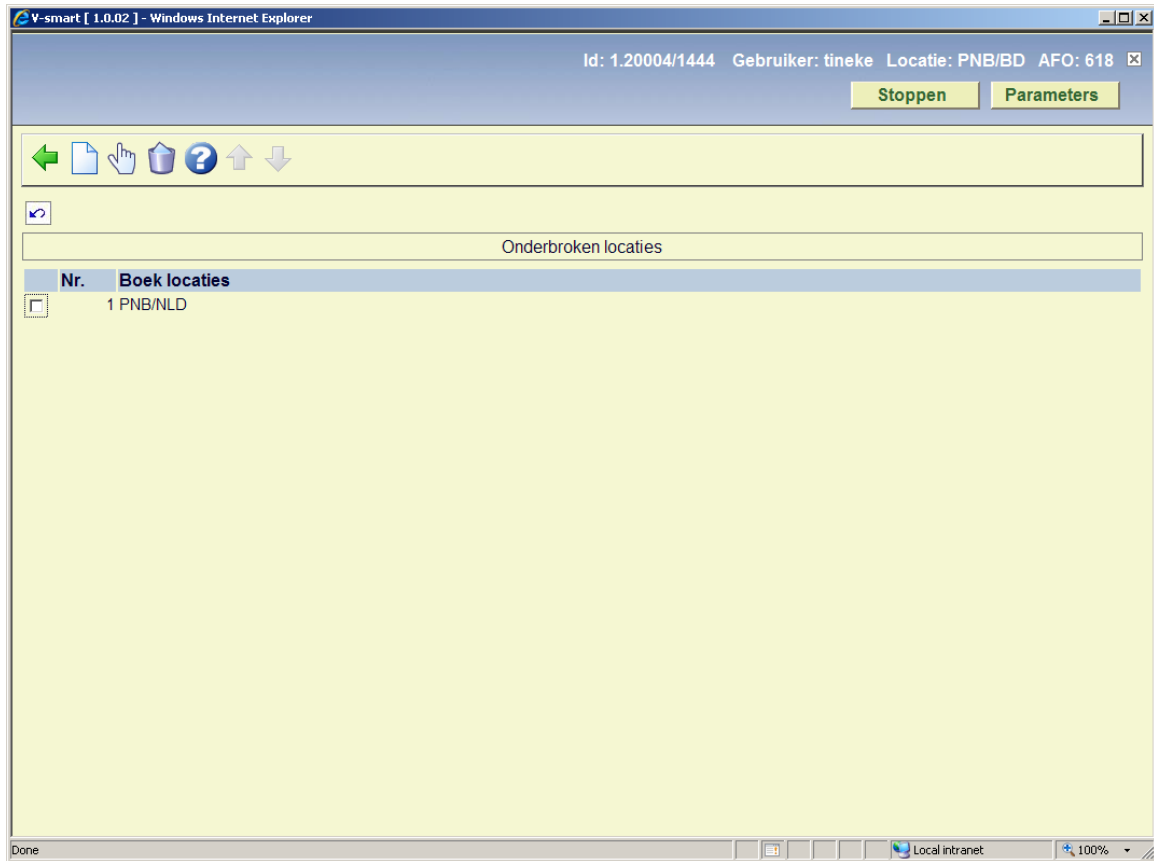 V-smart [ 1.0.02 ] - Windows Internet Explorer
Id: 1.20004/1444 Gebruiker: tineke Locatie: PNB/BD AFO: 618
Stoppen Parameters
Onderbroken locaties
Nr. Boek locaties
1 PNB/NLD
Done Local intranet 100%